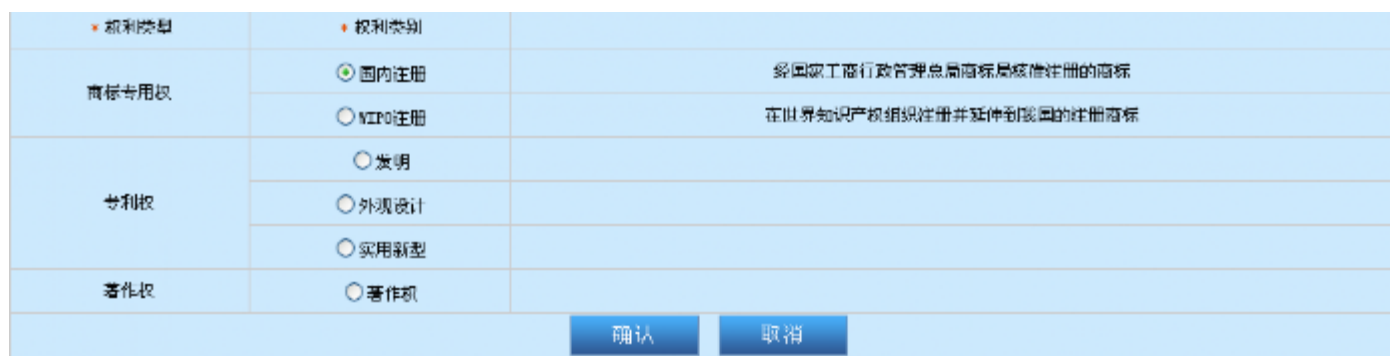 * 权利类型 * 权利类别
商标专用权
国内注册 经国家工商行政管理总局商标局核准注册的商标
WIPO注册 在世界知识产权组织注册并延伸到我国的注册商标
专利权
发明
外观设计
实用新型
著作权 著作权
确认 取消